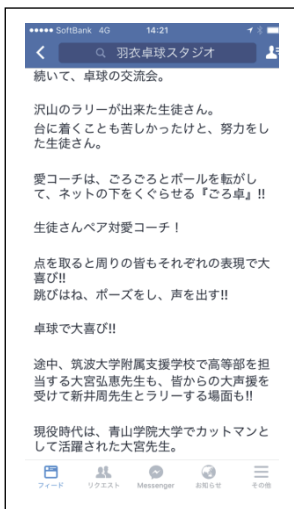 SoftBank 4G 14:21
羽衣卓球スタジオ
続いて、卓球の交流会。
沢山のラリーが出来た生徒さん。
台に着くことも苦しかったけと、努力をし
た生徒さん。
愛コーチは、ごろごろとボールを転がし
て、ネットの下をくぐらせる『ごろ卓』!!
生徒さんペア対愛コーチ！
点を取ると周りの皆もそれぞれの表現で大
喜び!!
跳びはね、ポーズをし、声を出す!!
卓球で大喜び!!
途中、筑波大学附属支援学校で高等部を担
当する大宮弘恵先生も、皆からの大声援を
受けて新井周先生とラリーする場面も!!
現役時代は、青山学院大学でカットマンと
して活躍された大宮先生。
フィード リクエスト Messenger お知らせ その他